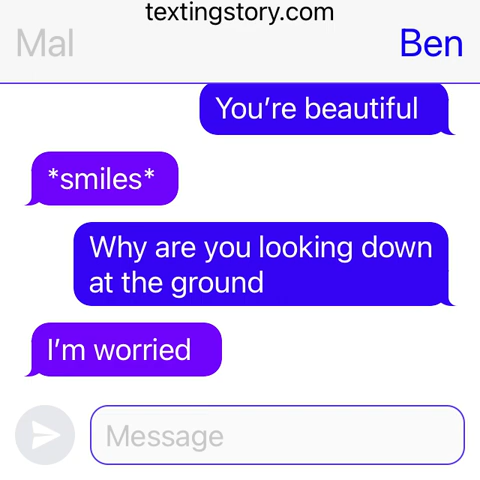 textingstory.com
Mal
Ben
You’re beautiful
*smiles*
Why are you looking down
at the ground
I’m worried
Message